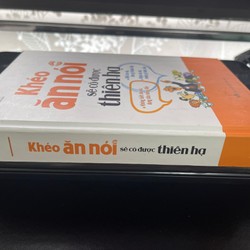 Khéo
ăn nói
sẽ có được
thiên hạ
Khéo ăn nói sẽ có được thiên hạ